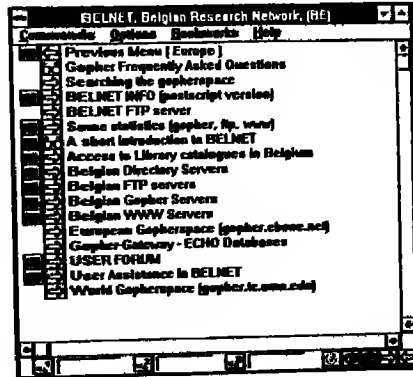 BELNET, Belgian Research Network, (BE)
Commands Options Bookmarks Help
Previous Menu [ Europe ]
Gopher Frequently Asked Questions
Searching the gopherspace
BELNET INFO [postscript version]
BELNET FTP server
Some statistics [gopher, ftp, www]
A short introduction to BELNET
Access to Library catalogues in Belgium
Belgian Directory Servers
Belgian FTP servers
Belgian Gopher Servers
Belgian WWW Servers
European Gopherspace [gopher.ebone.net]
Gopher-Gateway - ECHO Databases
USER FORUM
User Assistance in BELNET
World Gopherspace [gopher.tc.umn.edu]